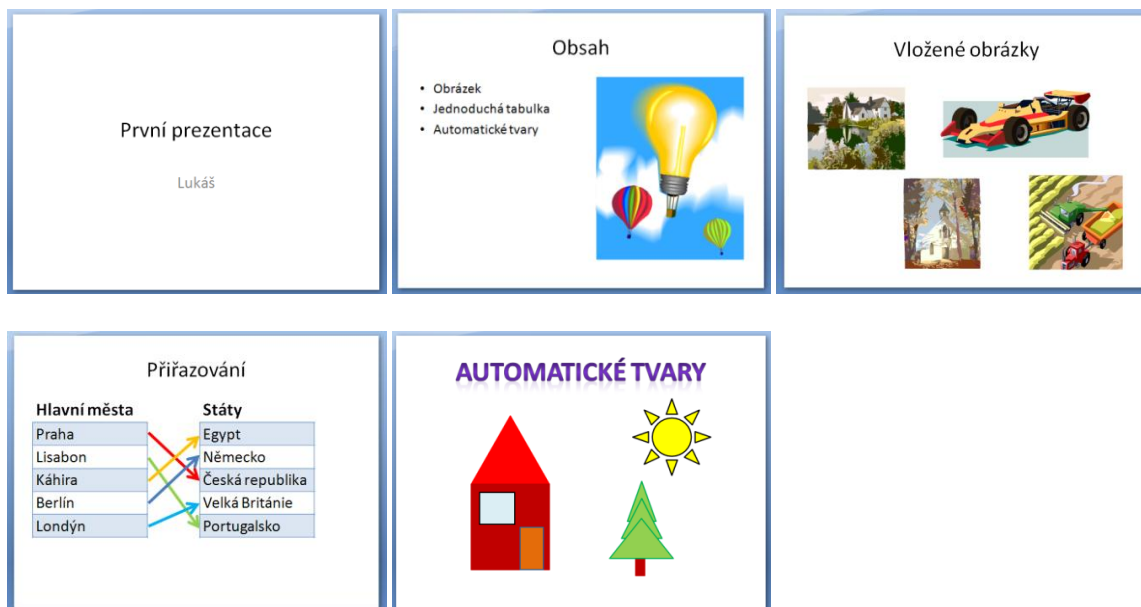 První prezentace
Lukáš
Obsah
• Obrázek
• Jednoduchá tabulka
• Automatické tvary
Vložené obrázky
Přiřazování
Hlavní města Státy
Praha Egypt
Lisabon Německo
Káhira Česká republika
Berlín Velká Británie
Londýn Portugalsko
AUTOMATICKÉ TVARY